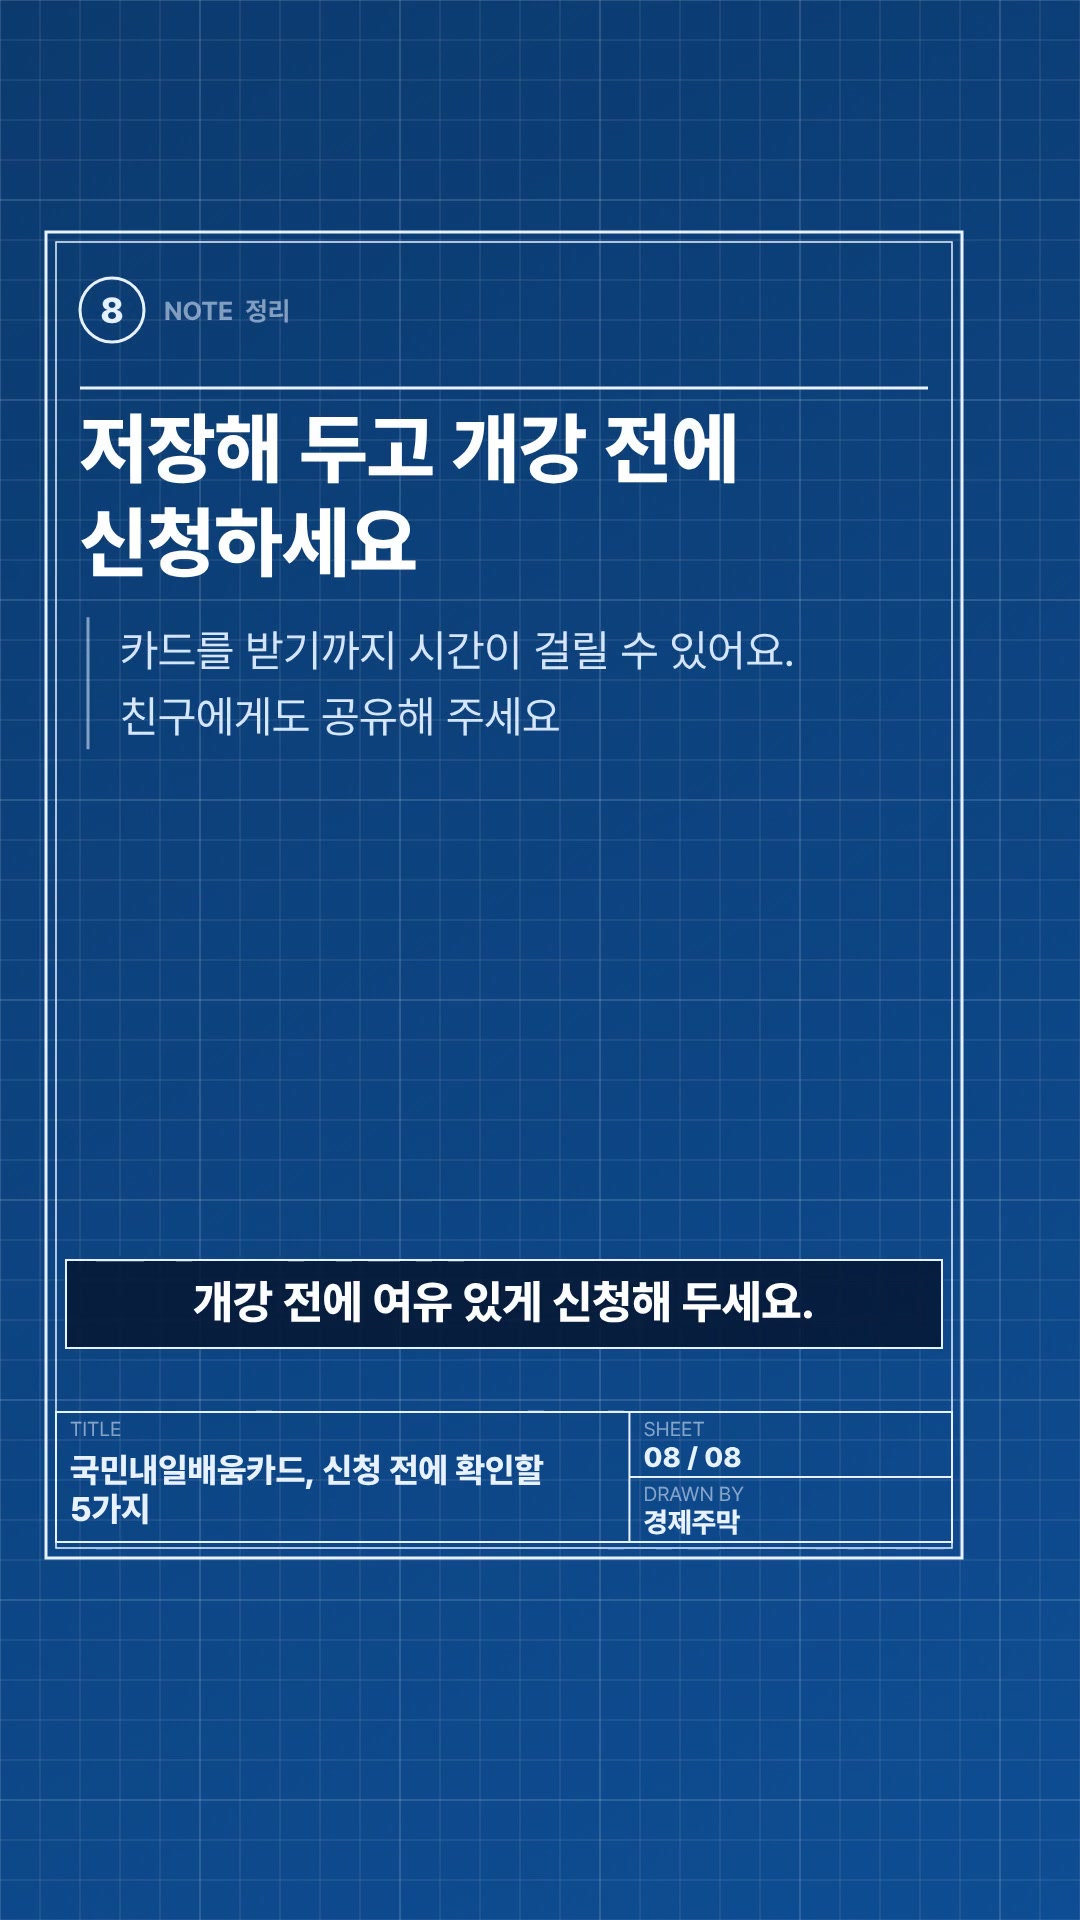 8 NOTE 정리
저장해 두고 개강 전에
신청하세요
카드를 받기까지 시간이 걸릴 수 있어요.
친구에게도 공유해 주세요
개강 전에 여유 있게 신청해 두세요.
TITLE
국민내일배움카드, 신청 전에 확인할
5가지
SHEET
08 / 08
DRAWN BY
경제주막